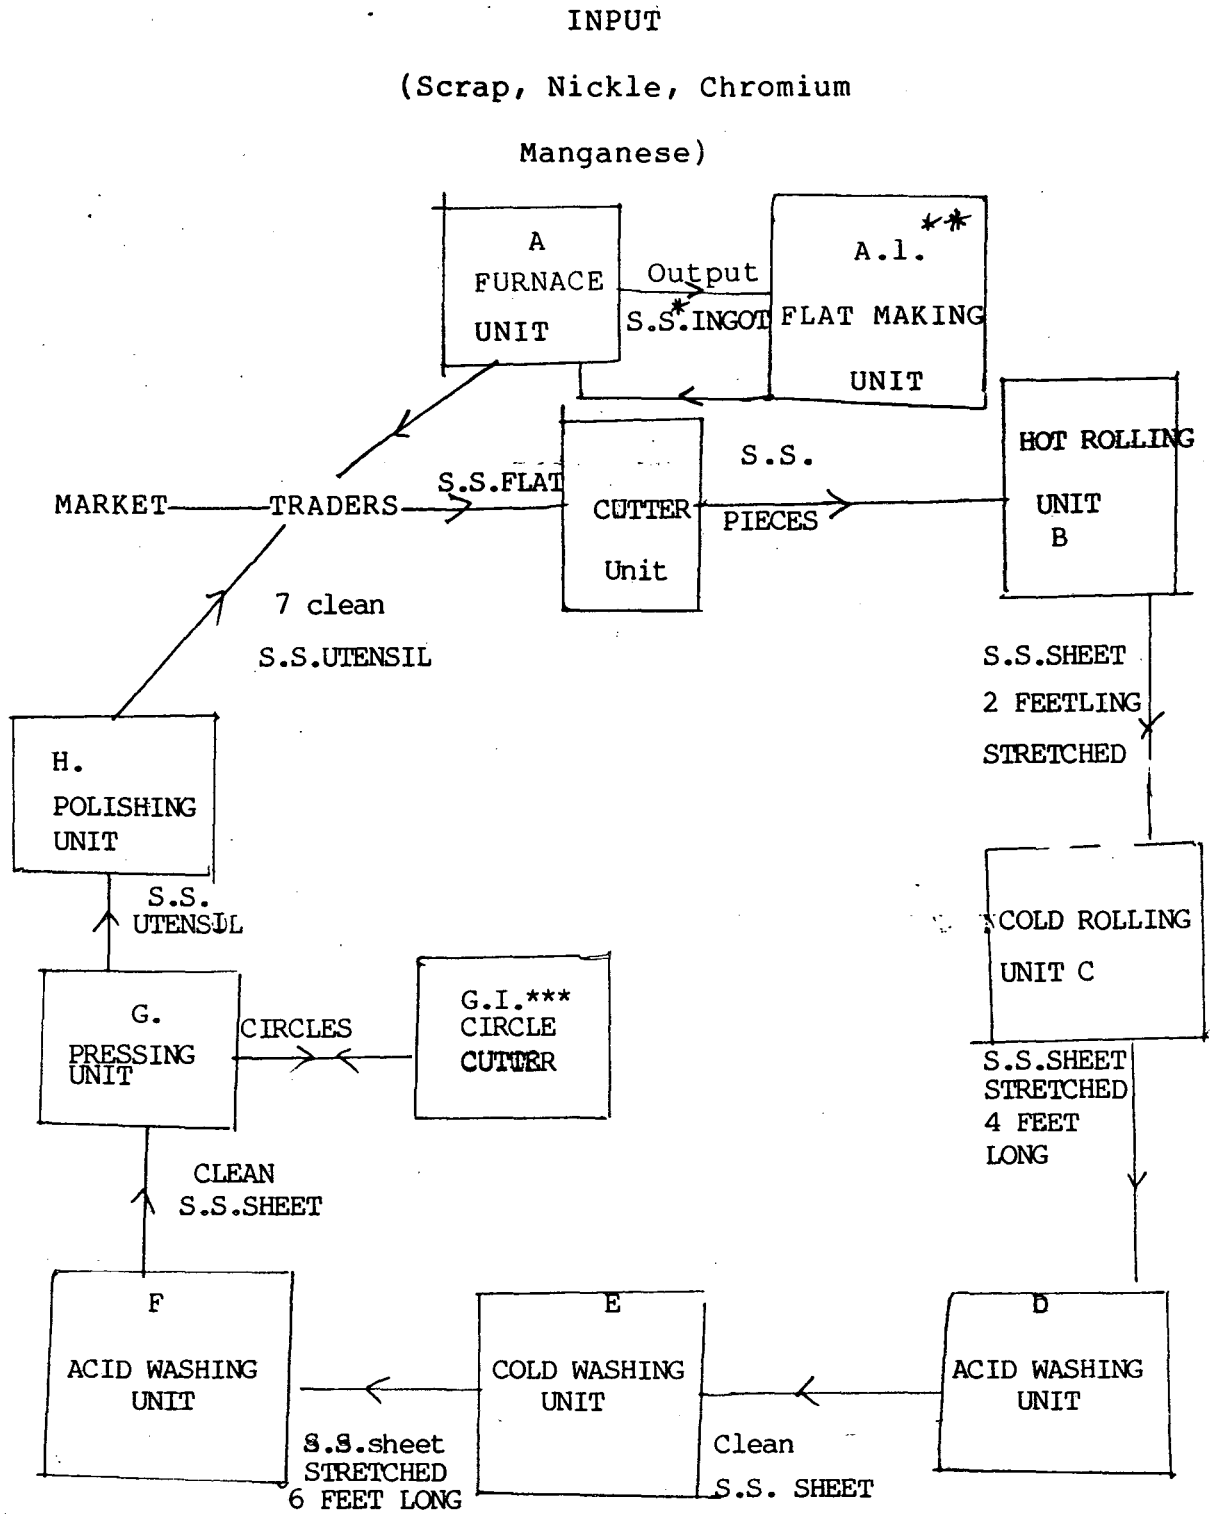 INPUT
(Scrap, Nickle, Chromium
Manganese)
A
FURNACE
UNIT
Output
S.S*.INGOT
A.1.**
FLAT MAKING
UNIT
MARKET
TRADERS
S.S.FLAT
CUTTER
Unit
S.S.
PIECES
HOT ROLLING
UNIT
B
7 clean
S.S.UTENSIL
S.S.SHEET
2 FEETLING
STRETCHED
H.
POLISHING
UNIT
S.S.
UTENSIL
COLD ROLLING
UNIT C
G.
PRESSING
UNIT
CIRCLES
G.I.***
CIRCLE
CUTTER
S.S.SHEET
STRETCHED
4 FEET
LONG
CLEAN
S.S.SHEET
F
ACID WASHING
UNIT
S.S.sheet
STRETCHED
6 FEET LONG
E
COLD WASHING
UNIT
Clean
S.S. SHEET
D
ACID WASHING
UNIT